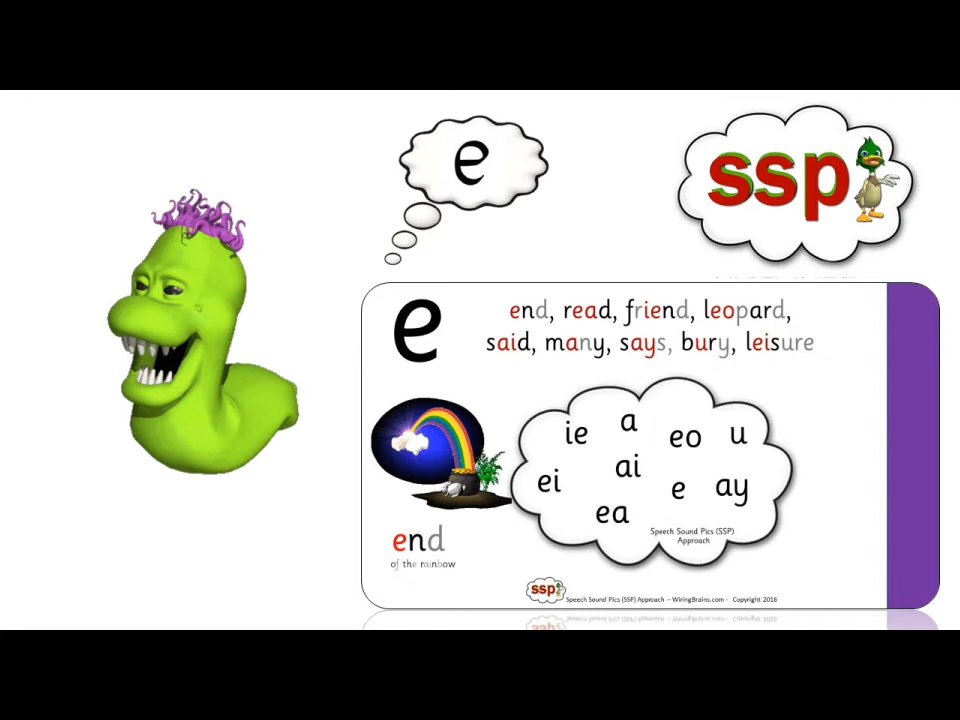 e
ssp
e
end, read, friend, leopard,
said, many, says, bury, leisure
ie
a
eo
u
ei
ai
e
ay
ea
Speech Sound Pics (SSP)
Approach
end
of the rainbow
ssp
Speech Sound Pics (SSP) Approach – WiringBrains.com - Copyright 2016